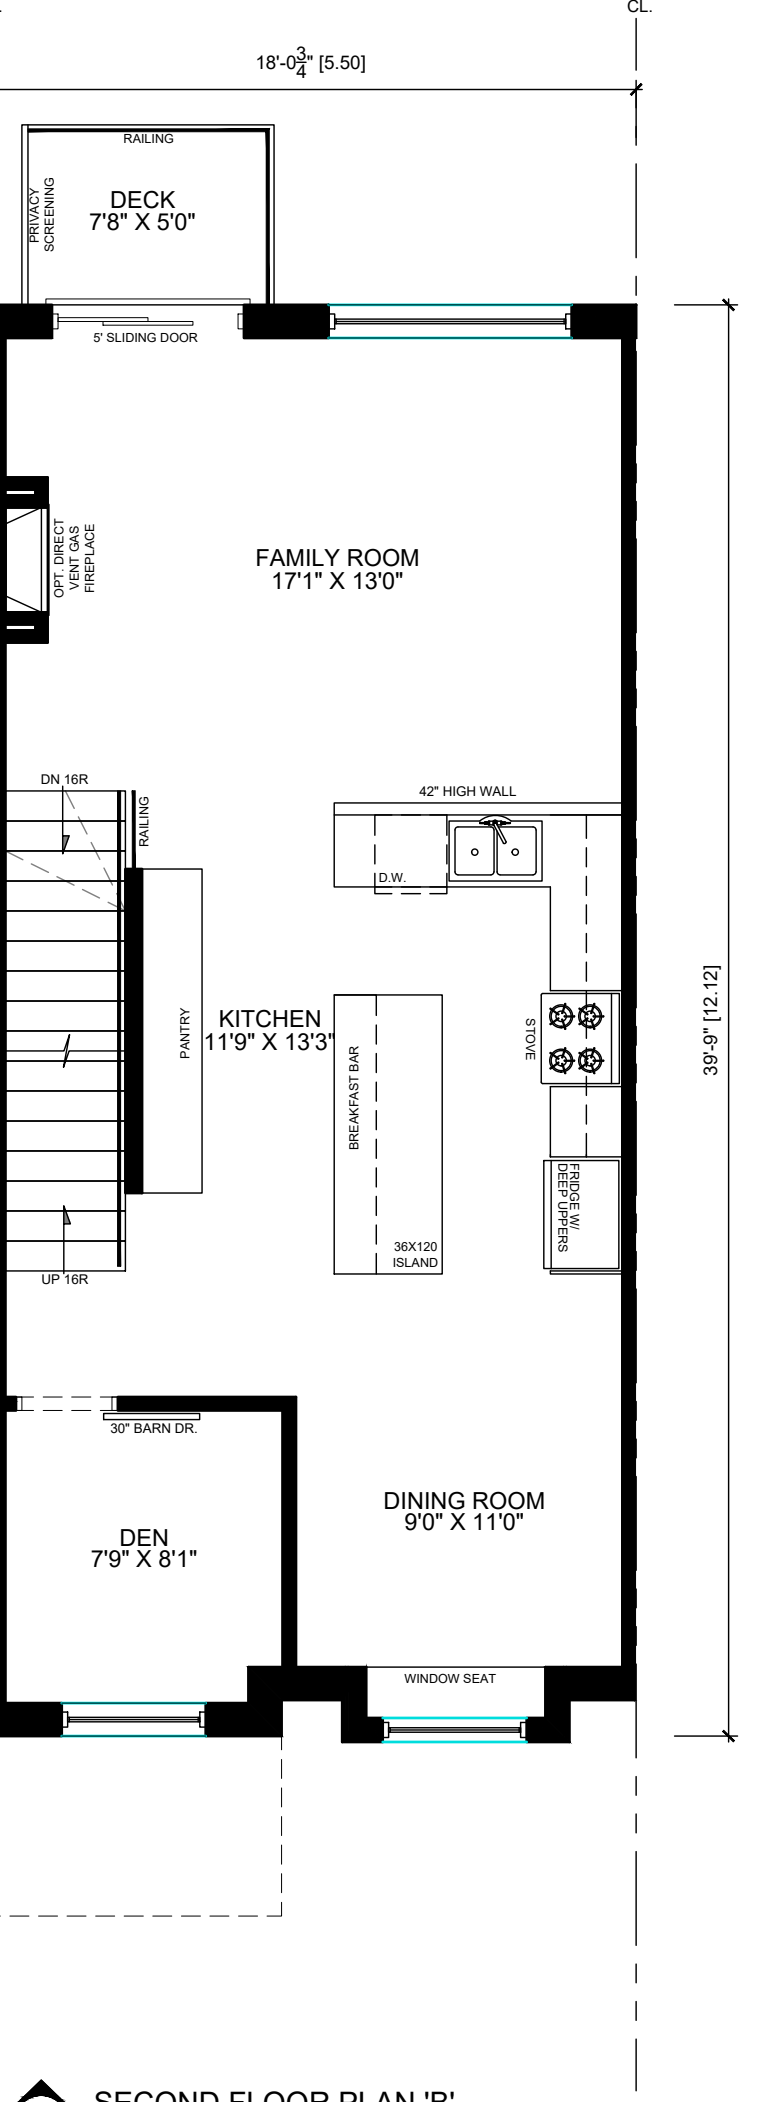 CL.
18'-0 3/4" [5.50]
RAILING
PRIVACY
SCREENING
DECK
7'8" X 5'0"
5' SLIDING DOOR
OPT. DIRECT
VENT GAS
FIREPLACE
FAMILY ROOM
17'1" X 13'0"
DN 16R
RAILING
42" HIGH WALL
D.W.
PANTRY
KITCHEN
11'9" X 13'3"
BREAKFAST BAR
STOVE
39'-9" [12.12]
FRIDGE W/
DEEP UPPERS
36X120
ISLAND
UP 16R
30" BARN DR.
DINING ROOM
9'0" X 11'0"
DEN
7'9" X 8'1"
WINDOW SEAT
SECOND FLOOR PLAN 'B'